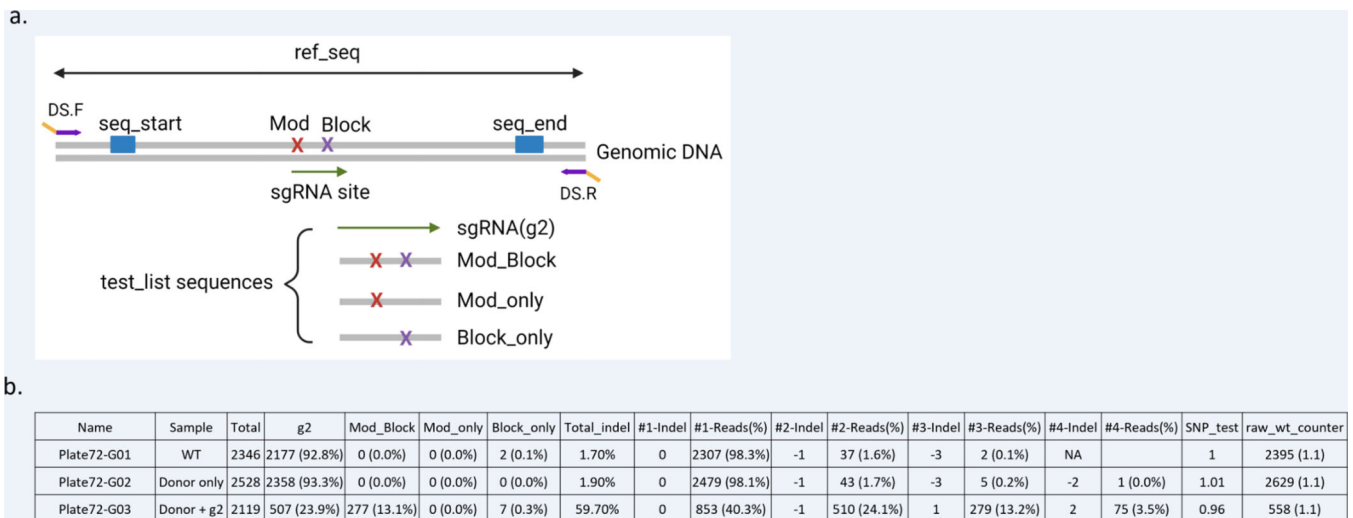 a.
ref_seq
DS.F
seq_start
Mod
Block
seq_end
Genomic DNA
sgRNA site
DS.R
sgRNA(g2)
test_list sequences
Mod_Block
Mod_only
Block_only
b.
Name Sample Total g2 Mod_Block Mod_only Block_only Total_indel #1-Indel #1-Reads(%) #2-Indel #2-Reads(%) #3-Indel #3-Reads(%) #4-Indel #4-Reads(%) SNP_test raw_wt_counter
Plate72-G01 WT 2346 2177 (92.8%) 0 (0.0%) 0 (0.0%) 2 (0.1%) 1.70% 0 2307 (98.3%) -1 37 (1.6%) -3 2 (0.1%) NA 1 2395 (1.1)
Plate72-G02 Donor only 2528 2358 (93.3%) 0 (0.0%) 0 (0.0%) 0 (0.0%) 1.90% 0 2479 (98.1%) -1 43 (1.7%) -3 5 (0.2%) -2 1 (0.0%) 1.01 2629 (1.1)
Plate72-G03 Donor + g2 2119 507 (23.9%) 277 (13.1%) 0 (0.0%) 7 (0.3%) 59.70% 0 853 (40.3%) -1 510 (24.1%) 1 279 (13.2%) 2 75 (3.5%) 0.96 558 (1.1)